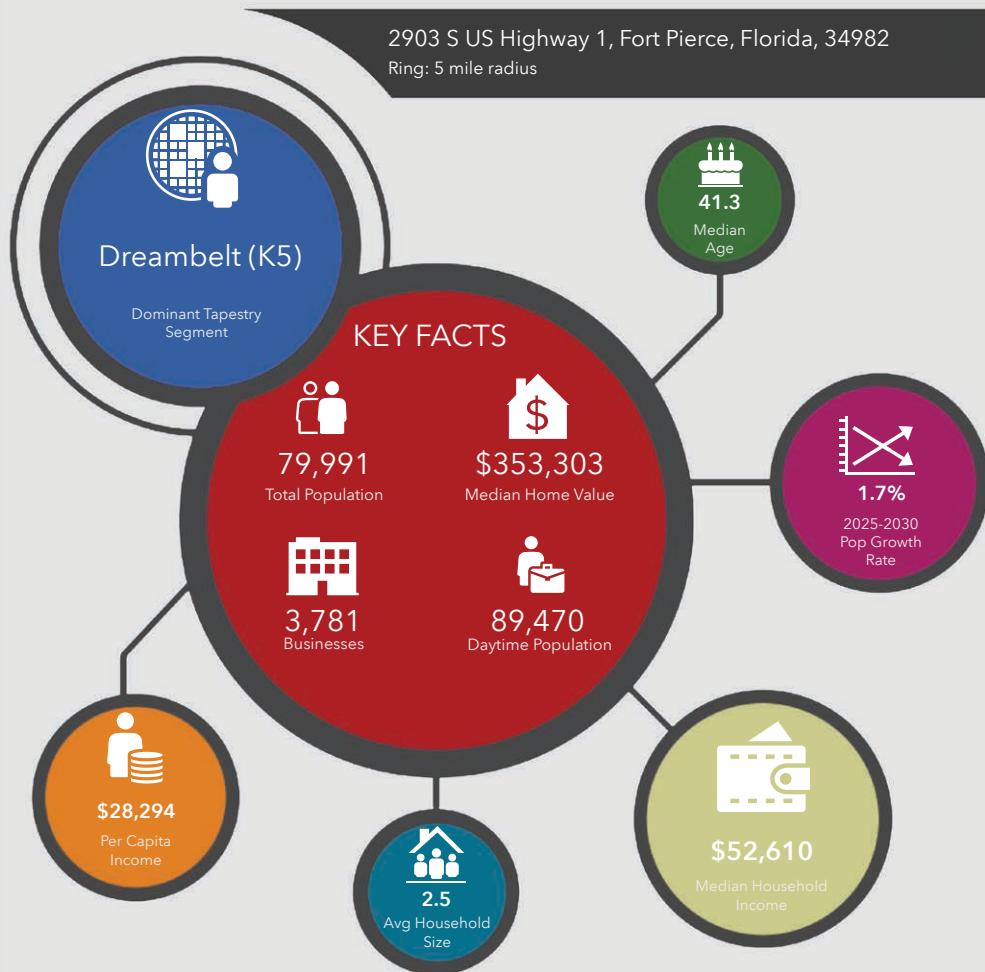 2903 S US Highway 1, Fort Pierce, Florida, 34982
Ring: 5 mile radius
Dreambelt (K5)
Dominant Tapestry
Segment
41.3
Median
Age
KEY FACTS
$
79,991
Total Population
$353,303
Median Home Value
3,781
Businesses
89,470
Daytime Population
1.7%
2025-2030
Pop Growth
Rate
$28,294
Per Capita
Income
2.5
Avg Household
Size
$52,610
Median Household
Income